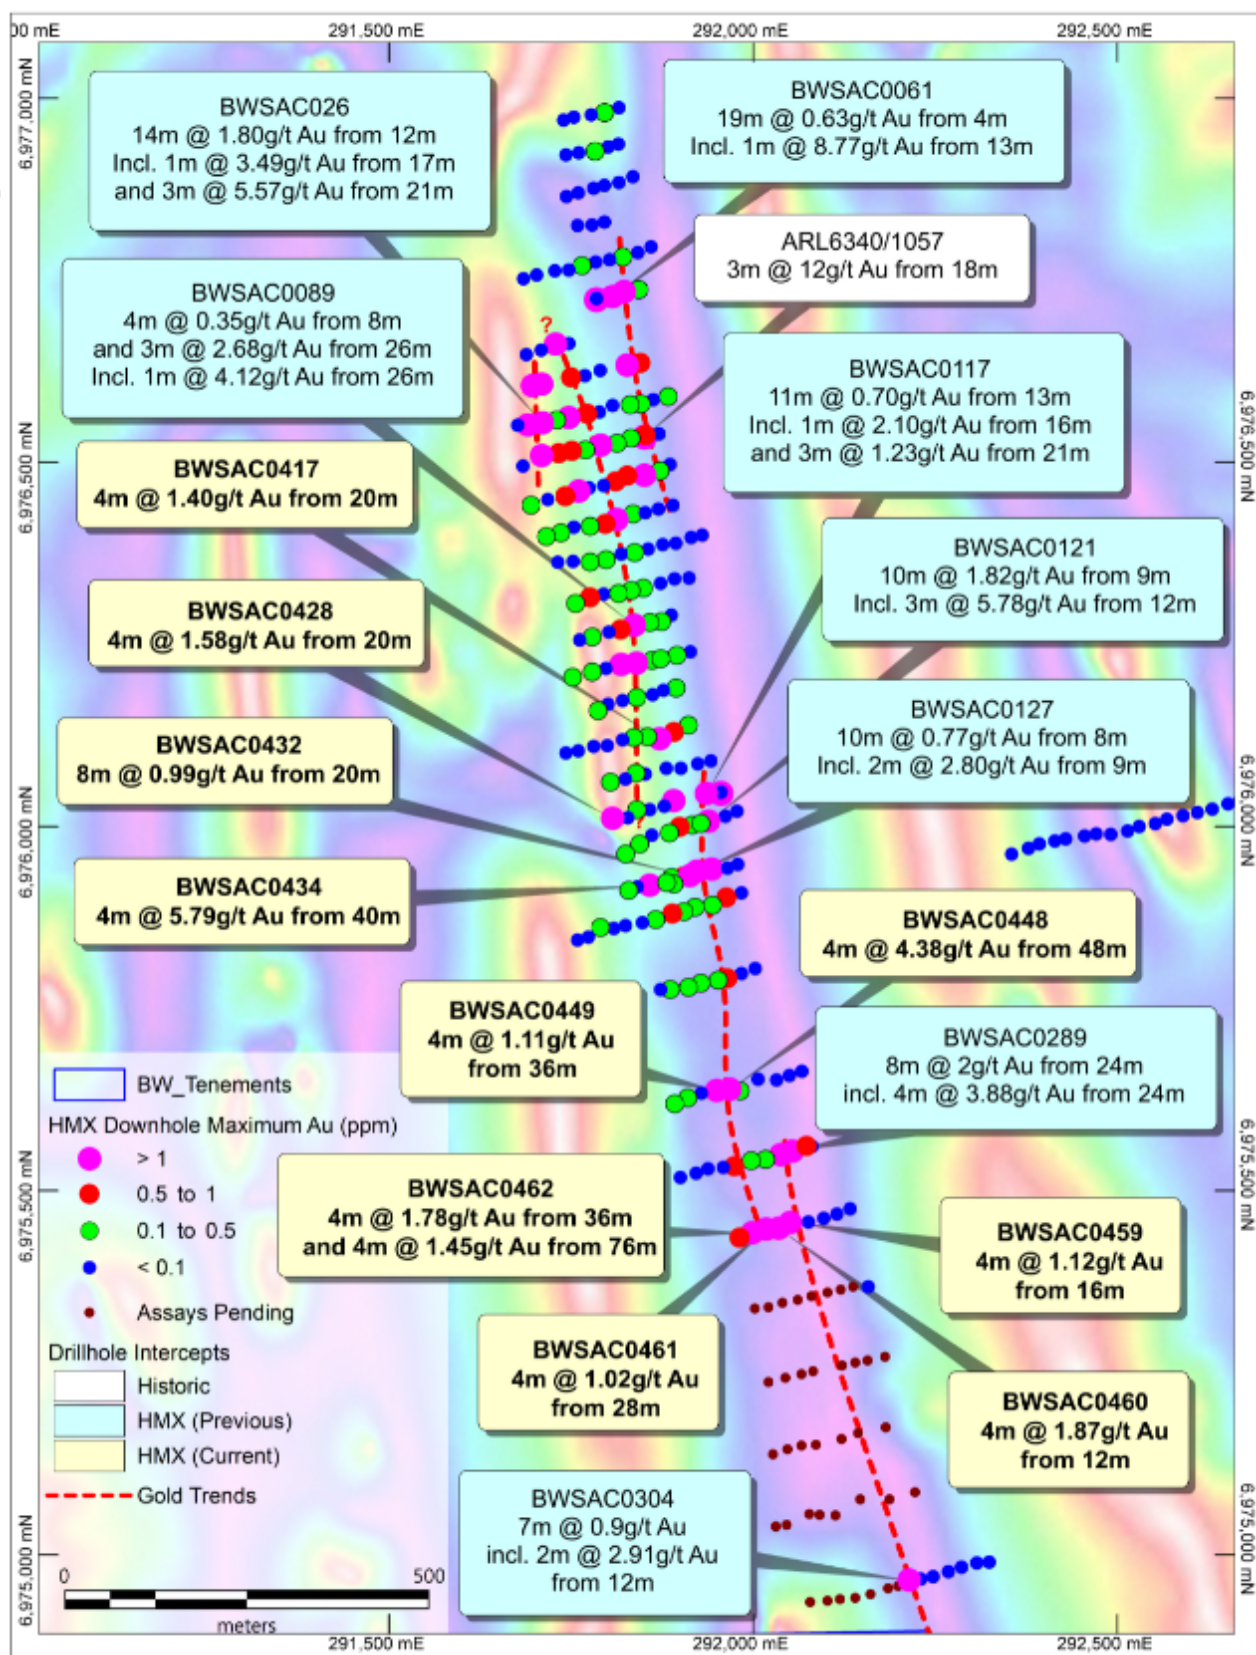 00 mE
291,500 mE
292,000 mE
292,500 mE
6,977,000 mN
BWSAC026
14m @ 1.80g/t Au from 12m
Incl. 1m @ 3.49g/t Au from 17m
and 3m @ 5.57g/t Au from 21m
BWSAC0061
19m @ 0.63g/t Au from 4m
Incl. 1m @ 8.77g/t Au from 13m
ARL6340/1057
3m @ 12g/t Au from 18m
BWSAC0089
4m @ 0.35g/t Au from 8m
and 3m @ 2.68g/t Au from 26m
Incl. 1m @ 4.12g/t Au from 26m
?
BWSAC0117
11m @ 0.70g/t Au from 13m
Incl. 1m @ 2.10g/t Au from 16m
and 3m @ 1.23g/t Au from 21m
6,976,500 mN
6,976,500 mN
BWSAC0417
4m @ 1.40g/t Au from 20m
BWSAC0121
10m @ 1.82g/t Au from 9m
Incl. 3m @ 5.78g/t Au from 12m
BWSAC0428
4m @ 1.58g/t Au from 20m
BWSAC0127
10m @ 0.77g/t Au from 8m
Incl. 2m @ 2.80g/t Au from 9m
BWSAC0432
8m @ 0.99g/t Au from 20m
6,976,000 mN
6,976,000 mN
BWSAC0434
4m @ 5.79g/t Au from 40m
BWSAC0448
4m @ 4.38g/t Au from 48m
BWSAC0449
4m @ 1.11g/t Au
from 36m
BWSAC0289
8m @ 2g/t Au from 24m
incl. 4m @ 3.88g/t Au from 24m
BW_Tenements
HMX Downhole Maximum Au (ppm)
> 1
0.5 to 1
0.1 to 0.5
< 0.1
Assays Pending
Drillhole Intercepts
Historic
HMX (Previous)
HMX (Current)
Gold Trends
6,975,500 mN
6,975,500 mN
BWSAC0462
4m @ 1.78g/t Au from 36m
and 4m @ 1.45g/t Au from 76m
BWSAC0459
4m @ 1.12g/t Au
from 16m
BWSAC0461
4m @ 1.02g/t Au
from 28m
BWSAC0460
4m @ 1.87g/t Au
from 12m
BWSAC0304
7m @ 0.9g/t Au
incl. 2m @ 2.91g/t Au
from 12m
6,975,000 mN
6,975,000 mN
0
500
meters
291,500 mE
292,000 mE
292,500 mE